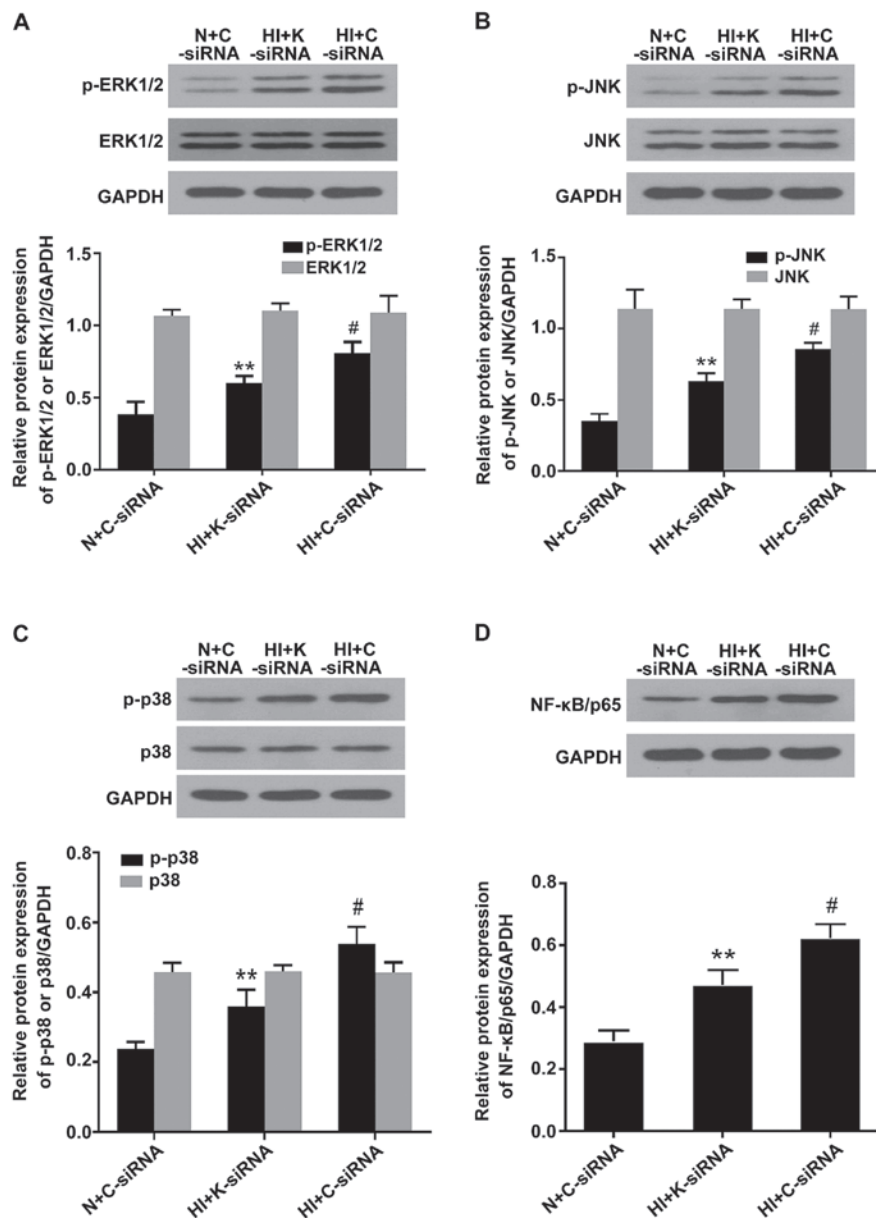 A
N+C HI+K HI+C
-siRNA -siRNA -siRNA
p-ERK1/2
ERK1/2
GAPDH
Relative protein expression
of p-ERK1/2 or ERK1/2/GAPDH
p-ERK1/2
ERK1/2
1.5
1.0
0.5
0.0
**
#
N+C-siRNA
HI+K-siRNA
HI+C-siRNA
B
N+C HI+K HI+C
-siRNA -siRNA -siRNA
p-JNK
JNK
GAPDH
Relative protein expression
of p-JNK or JNK/GAPDH
p-JNK
JNK
1.5
1.0
0.5
0.0
**
#
N+C-siRNA
HI+K-siRNA
HI+C-siRNA
C
N+C HI+K HI+C
-siRNA -siRNA -siRNA
p-p38
p38
GAPDH
Relative protein expression
of p-p38 or p38/GAPDH
p-p38
p38
0.8
0.6
0.4
0.2
0.0
**
#
N+C-siRNA
HI+K-siRNA
HI+C-siRNA
D
N+C HI+K HI+C
-siRNA -siRNA -siRNA
NF-κB/p65
GAPDH
Relative protein expression
of NF-κB/p65/GAPDH
0.8
0.6
0.4
0.2
0.0
**
#
N+C-siRNA
HI+K-siRNA
HI+C-siRNA